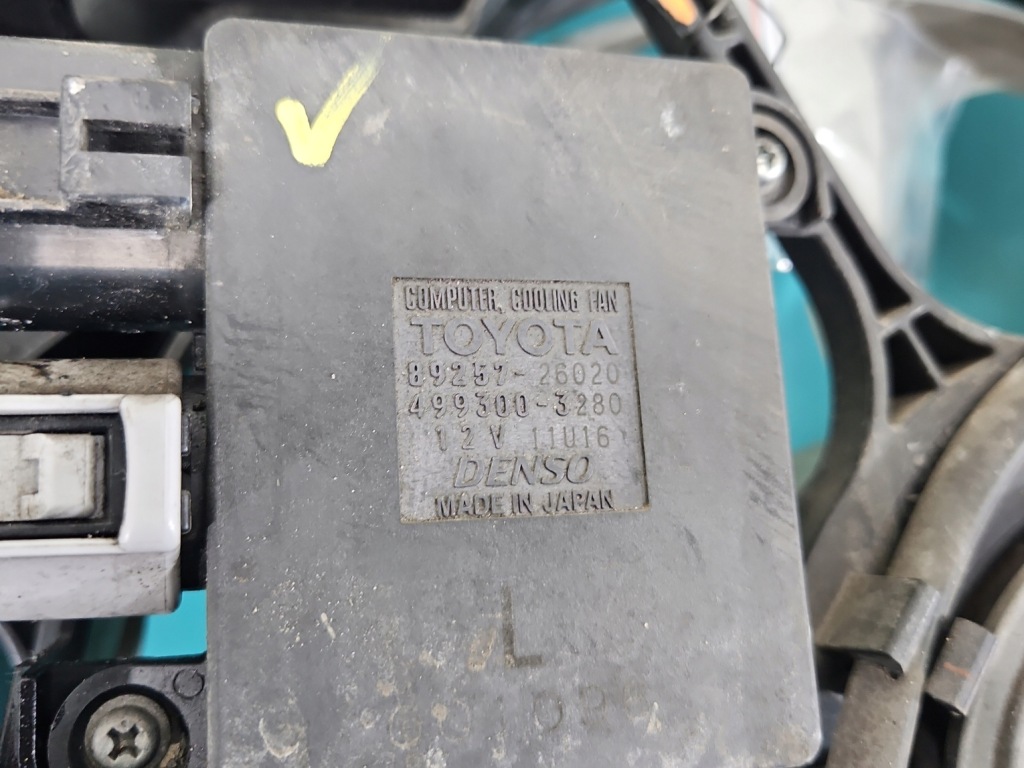 COMPUTER, COOLING FAN
TOYOTA
89257-26020
499300-3280
12V 11U16
DENSO
MADE IN JAPAN
L